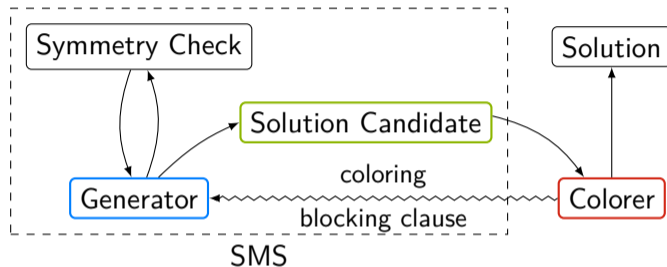 Symmetry Check
Solution
Solution Candidate
coloring
Generator
Colorer
blocking clause
SMS